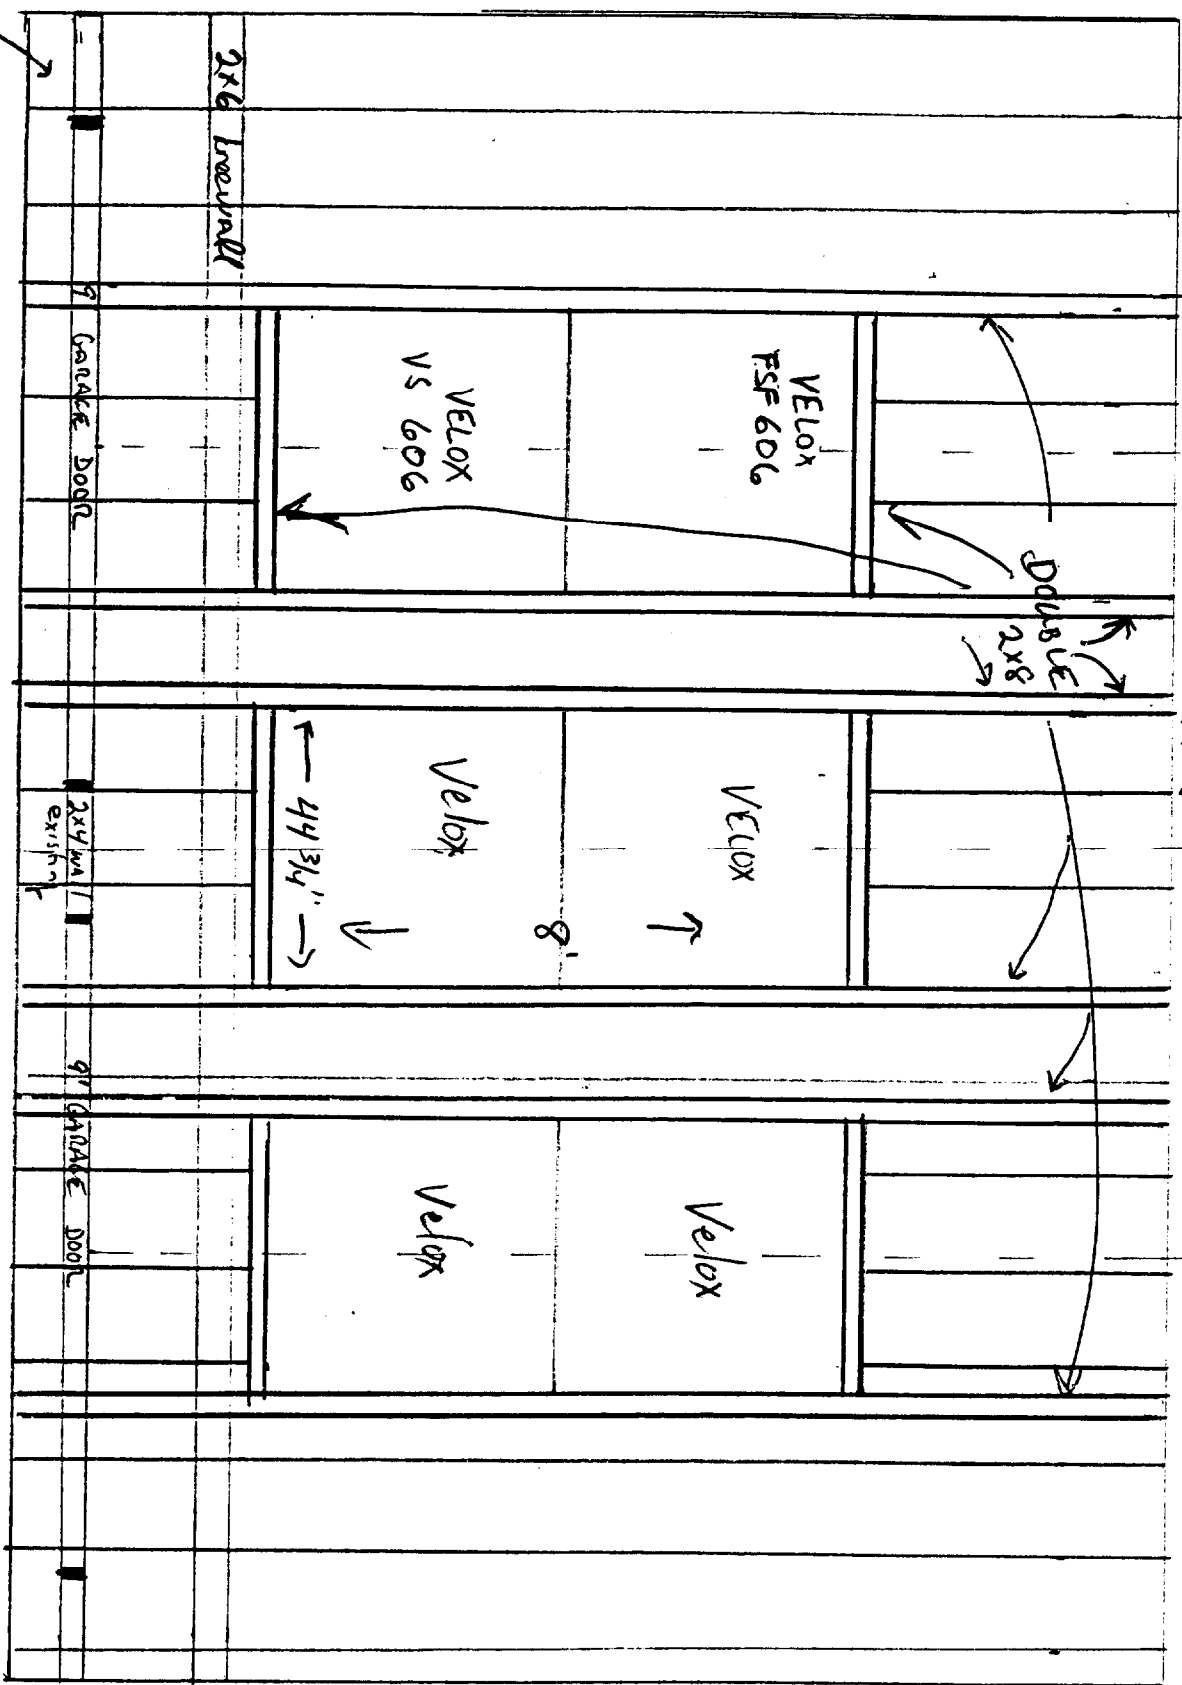 2x6 kneewall
9' GARAGE DOOR
VELOX
VS 606
VELOX
FSF 606
DOUBLE
2x8
2x4 wall
existing
← 44 3/4" →
Velox
VELOX
← 8' →
9' GARAGE DOOR
Velox
Velox